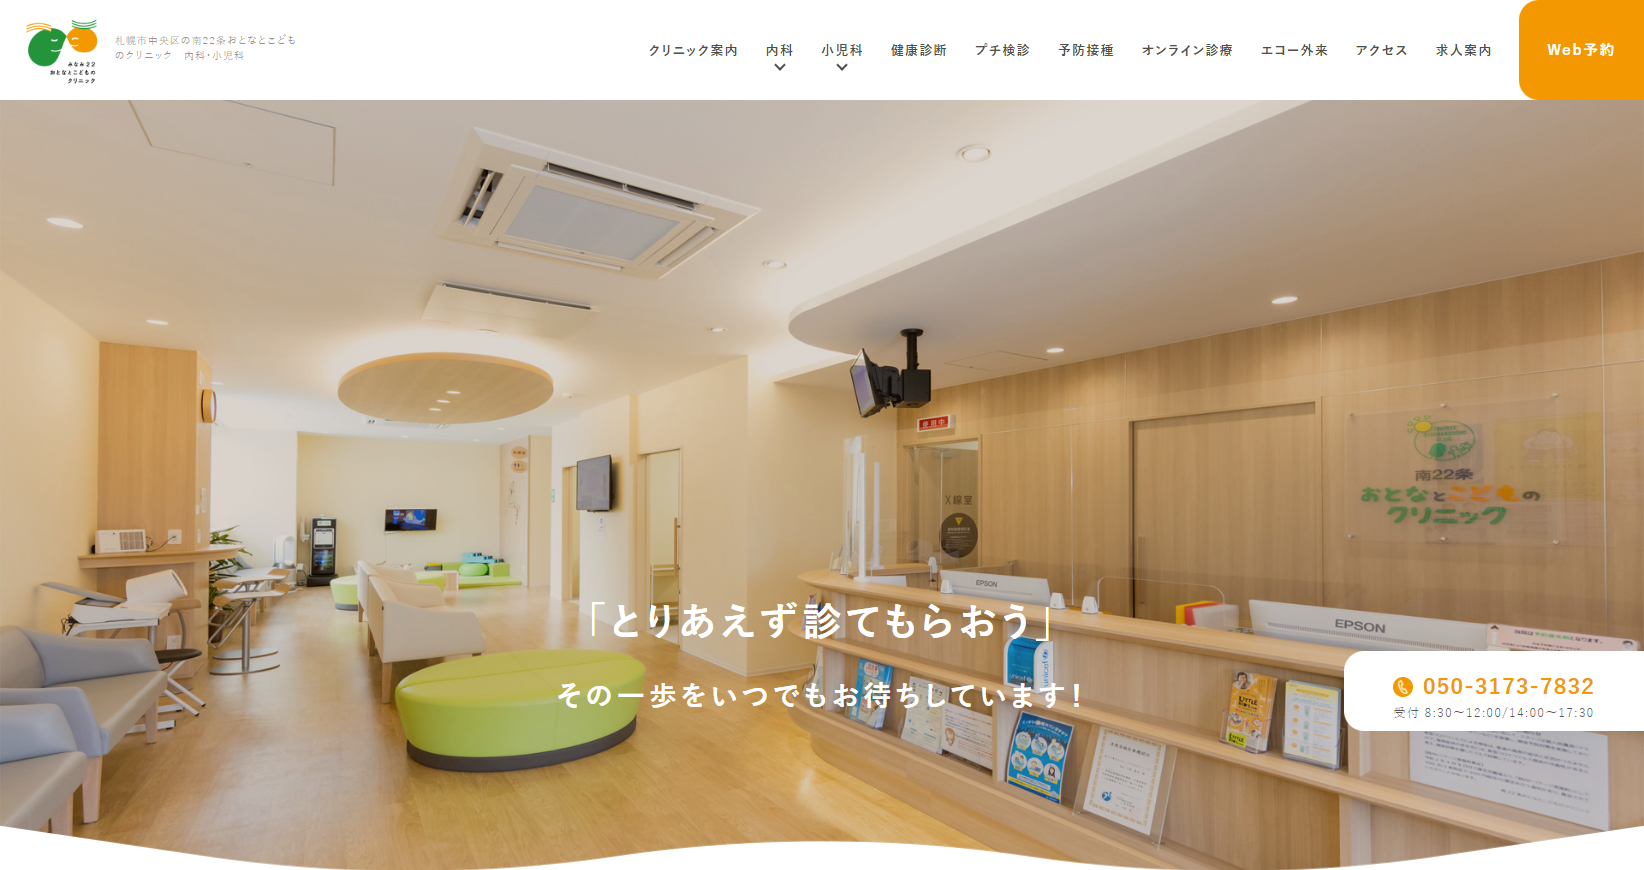 みなみ22
おとなとこどもの
クリニック
札幌市中央区の南22条おとなとこども
のクリニック　内科・小児科
クリニック案内
内科
小児科
健康診断
プチ検診
予防接種
オンライン診療
エコー外来
アクセス
求人案内
Web予約
使用中
X線室
南22条
おとなとこどもの
クリニック
EPSON
EPSON
「とりあえず診てもらおう」
その一歩をいつでもお待ちしています！
unicef
050-3173-7832
受付 8:30〜12:00/14:00〜17:30